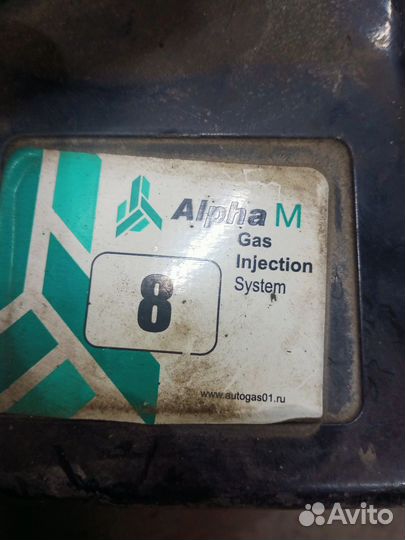 Alpha M
Gas
Injection
System
8
www.autogas01.ru
Avito